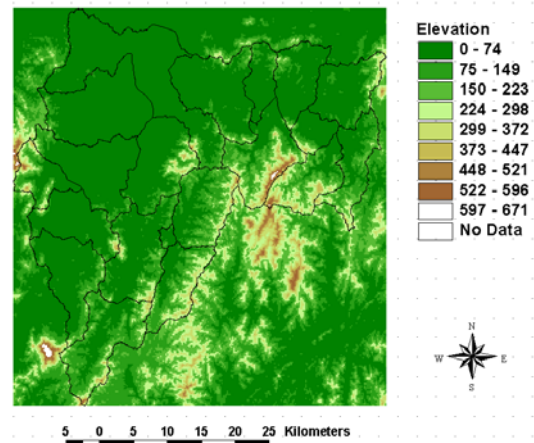 Elevation
0 - 74
75 - 149
150 - 223
224 - 298
299 - 372
373 - 447
448 - 521
522 - 596
597 - 671
No Data
N
W E
S
5 0 5 10 15 20 25 Kilometers